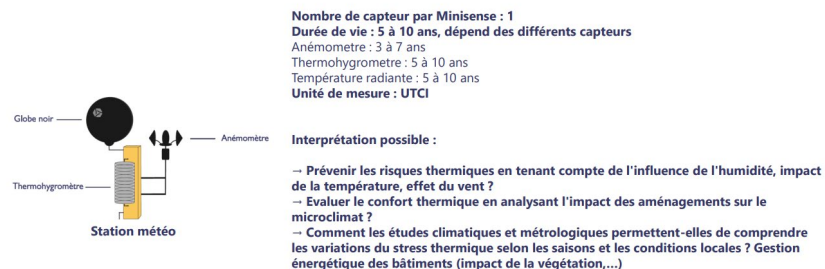 Nombre de capteur par Minisense : 1
Durée de vie : 5 à 10 ans, dépend des différents capteurs
Anémometre : 3 à 7 ans
Thermohygrometre : 5 à 10 ans
Température radiante : 5 à 10 ans
Unité de mesure : UTCI
Globe noir
Anémomètre
Thermohygromètre
Station météo
Interprétation possible :
→ Prévenir les risques thermiques en tenant compte de l'influence de l'humidité, impact
de la température, effet du vent ?
→ Evaluer le confort thermique en analysant l'impact des aménagements sur le
microclimat ?
→ Comment les études climatiques et métrologiques permettent-elles de comprendre
les variations du stress thermique selon les saisons et les conditions locales ? Gestion
énergétique des bâtiments (impact de la végétation,...)